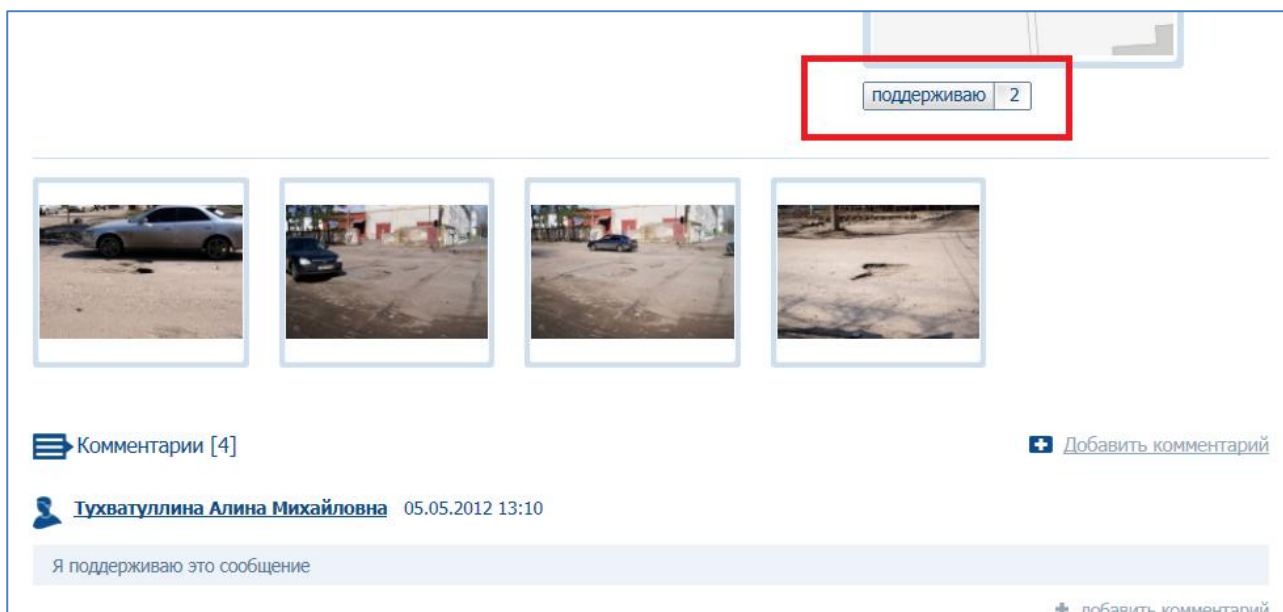 поддерживаю 2
Комментарии [4]
Добавить комментарий
Тухватуллина Алина Михайловна 05.05.2012 13:10
Я поддерживаю это сообщение
добавить комментарий